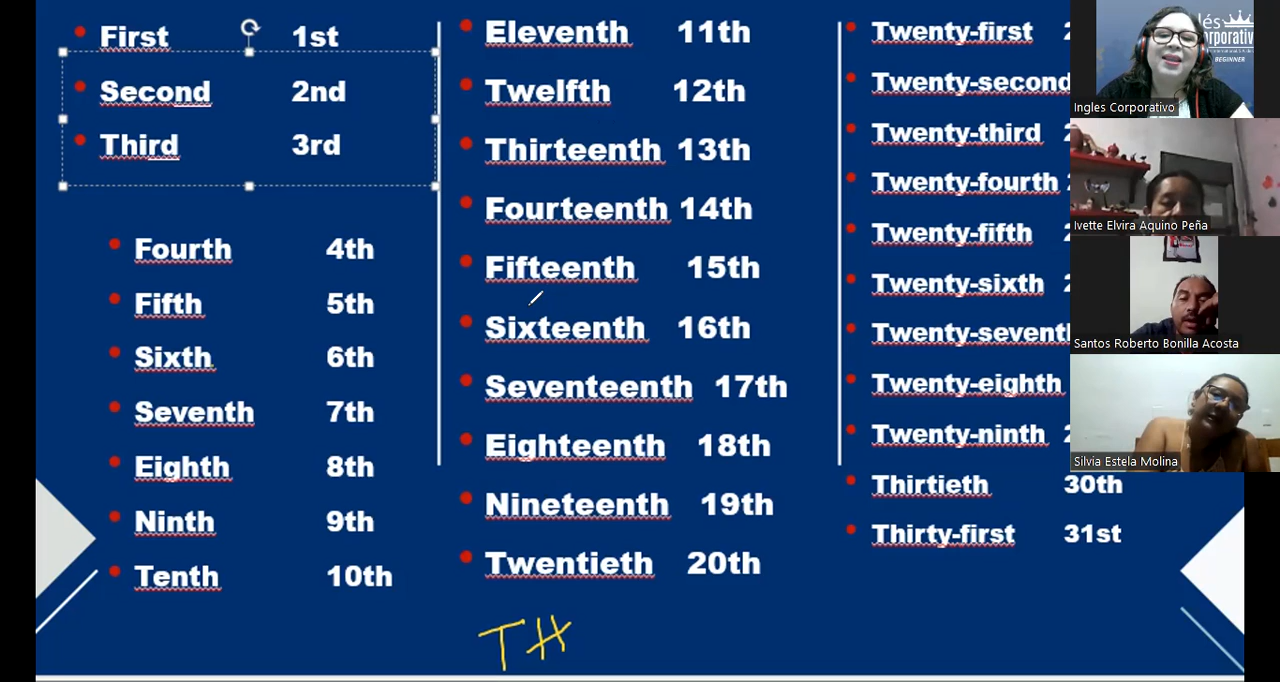 First 1st
Second 2nd
Third 3rd
Fourth 4th
Fifth 5th
Sixth 6th
Seventh 7th
Eighth 8th
Ninth 9th
Tenth 10th
Eleventh 11th
Twelfth 12th
Thirteenth 13th
Fourteenth 14th
Fifteenth 15th
Sixteenth 16th
Seventeenth 17th
Eighteenth 18th
Nineteenth 19th
Twentieth 20th
TH
Twenty-first
Twenty-second
Twenty-third
Twenty-fourth
Twenty-fifth
Twenty-sixth
Twenty-seventh
Twenty-eighth
Twenty-ninth
Thirtieth 30th
Thirty-first 31st
BEGINNER
Ingles Corporativo
Ivette Elvira Aquino Peña
Santos Roberto Bonilla Acosta
Silvia Estela Molina